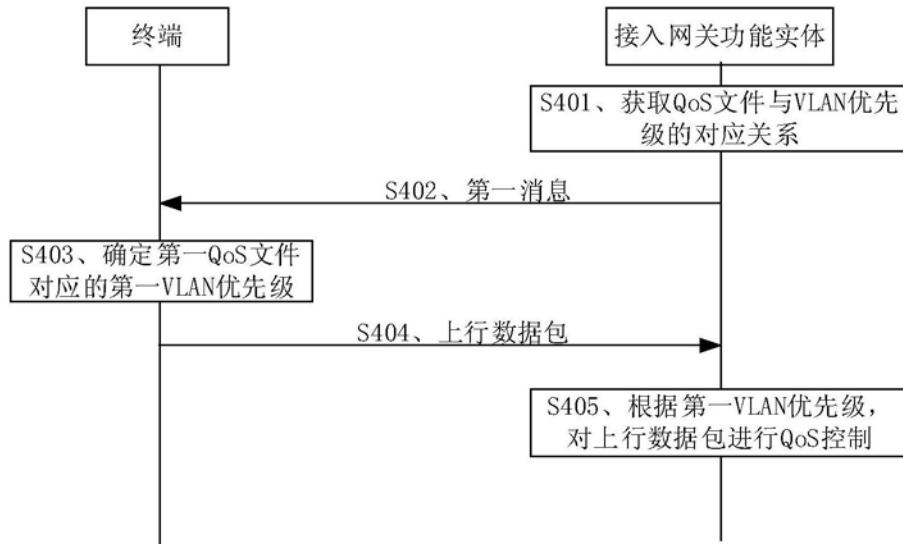 终端
接入网关功能实体
S401、获取QoS文件与VLAN优先
级的对应关系
S402、第一消息
S403、确定第一QoS文件
对应的第一VLAN优先级
S404、上行数据包
S405、根据第一VLAN优先级，
对上行数据包进行QoS控制